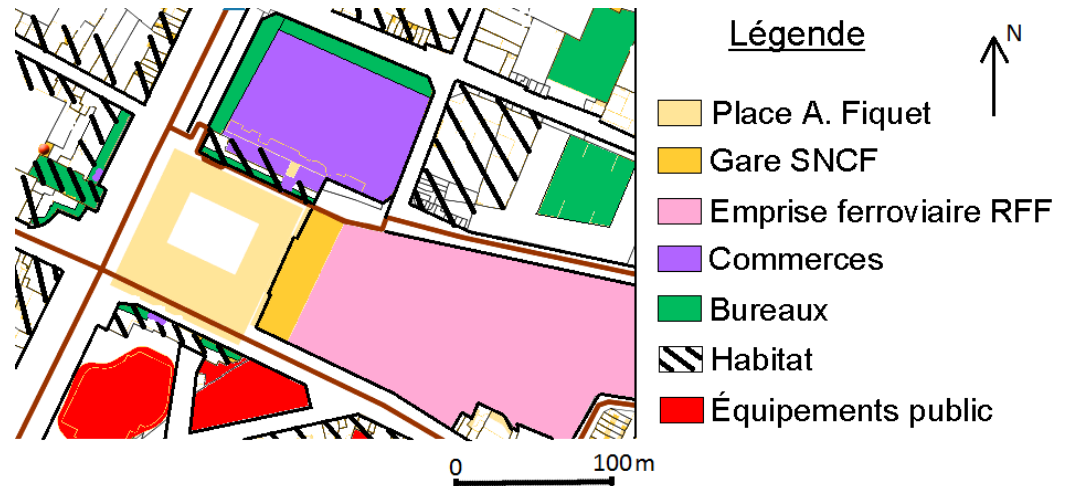 Légende
N
Place A. Fiquet
Gare SNCF
Emprise ferroviaire RFF
Commerces
Bureaux
Habitat
Équipements public
0 100 m